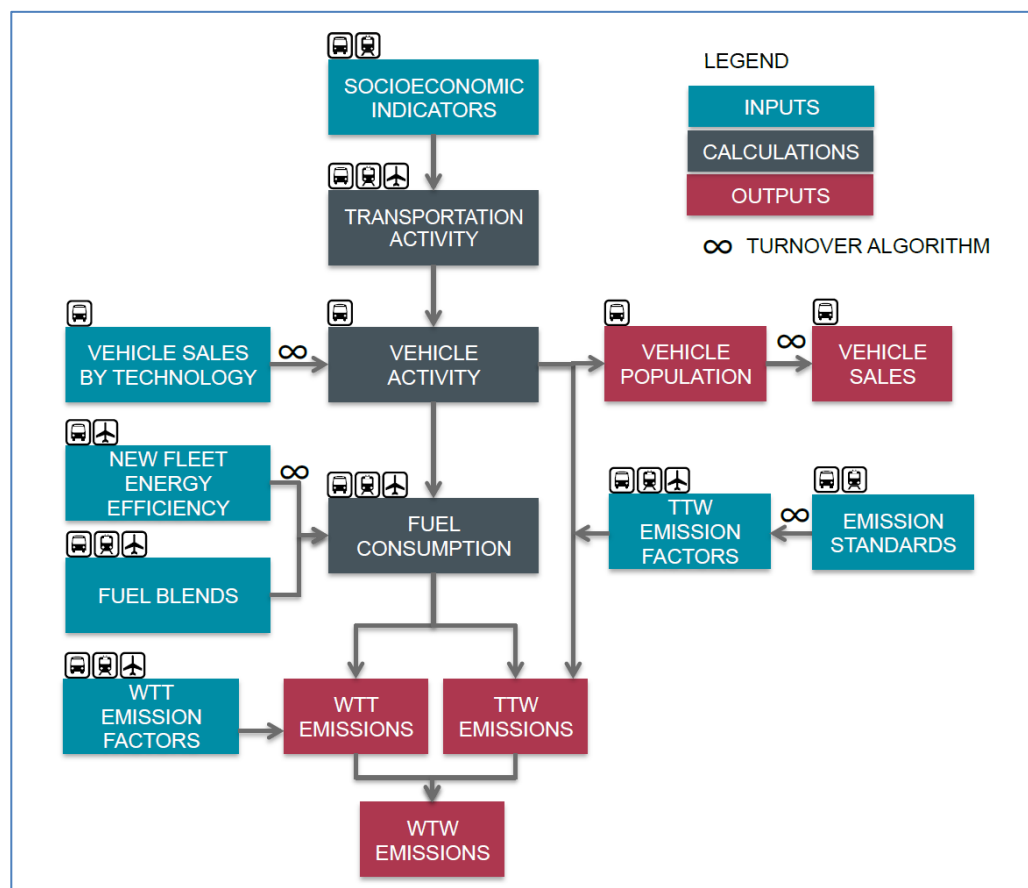 SOCIOECONOMIC
INDICATORS
LEGEND
INPUTS
CALCULATIONS
OUTPUTS
∞ TURNOVER ALGORITHM
TRANSPORTATION
ACTIVITY
VEHICLE SALES
BY TECHNOLOGY
∞
VEHICLE
ACTIVITY
VEHICLE
POPULATION
∞
VEHICLE
SALES
NEW FLEET
ENERGY
EFFICIENCY
∞
FUEL BLENDS
FUEL
CONSUMPTION
TTW
EMISSION
FACTORS
∞
EMISSION
STANDARDS
WTT
EMISSION
FACTORS
WTT
EMISSIONS
TTW
EMISSIONS
WTW
EMISSIONS